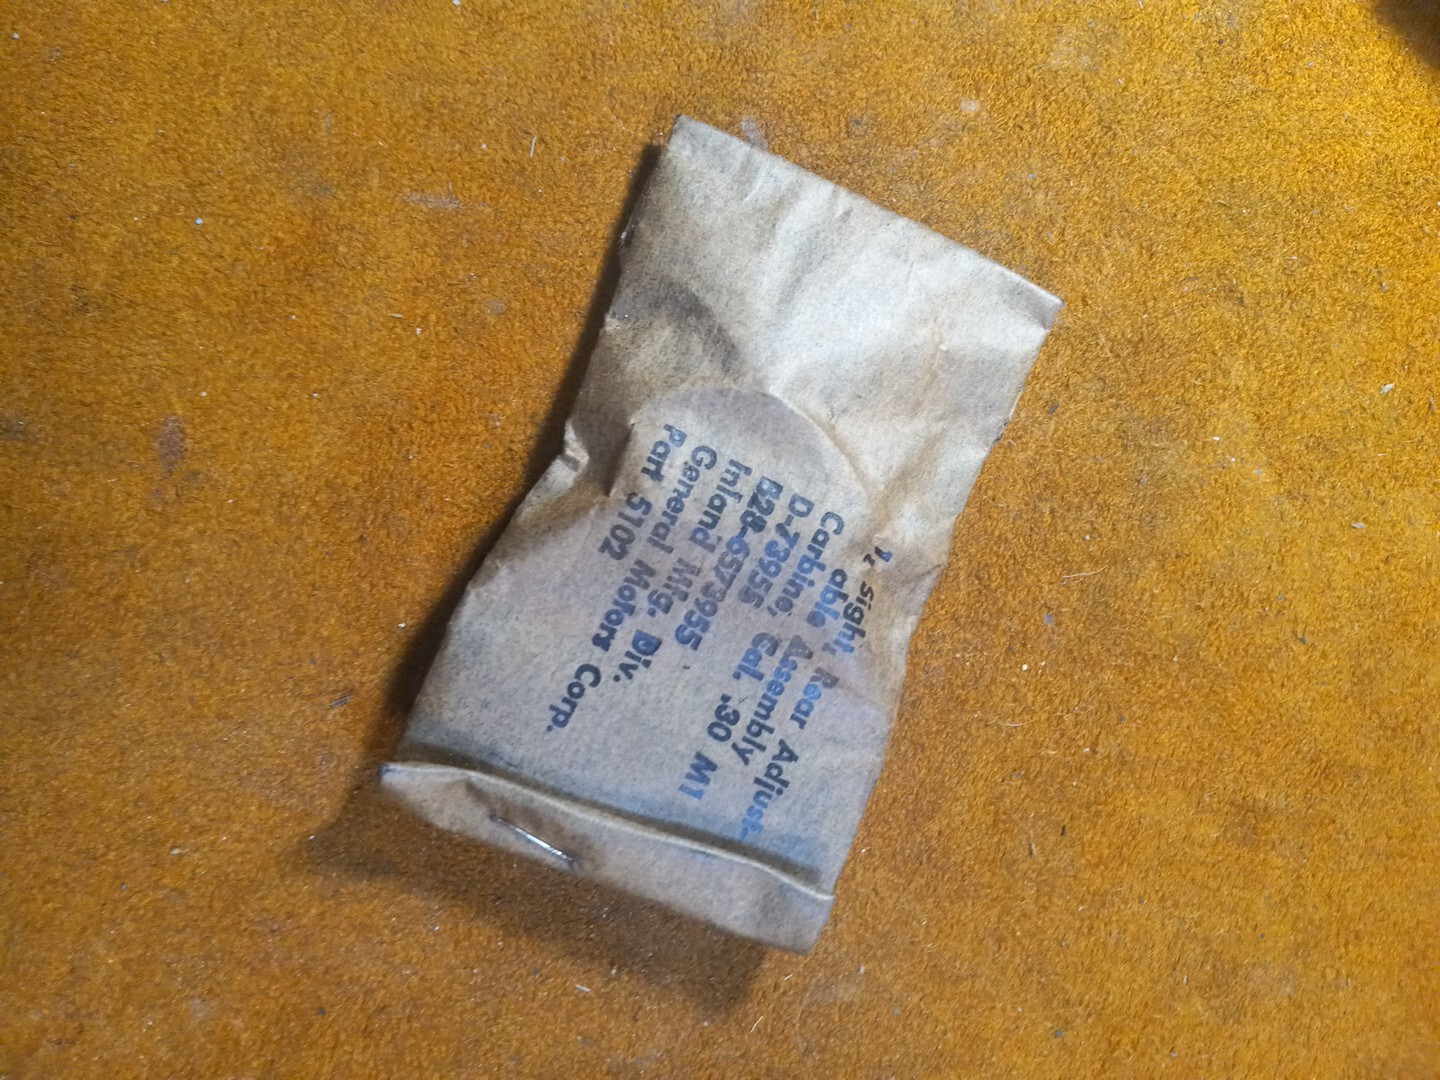 1z sight, Rear Adjust-
able Assembly
Carbine, Cal. .30 M1
D-73955
B28-6573955
Inland Mfg. Div.
General Motors Corp.
Part 5102